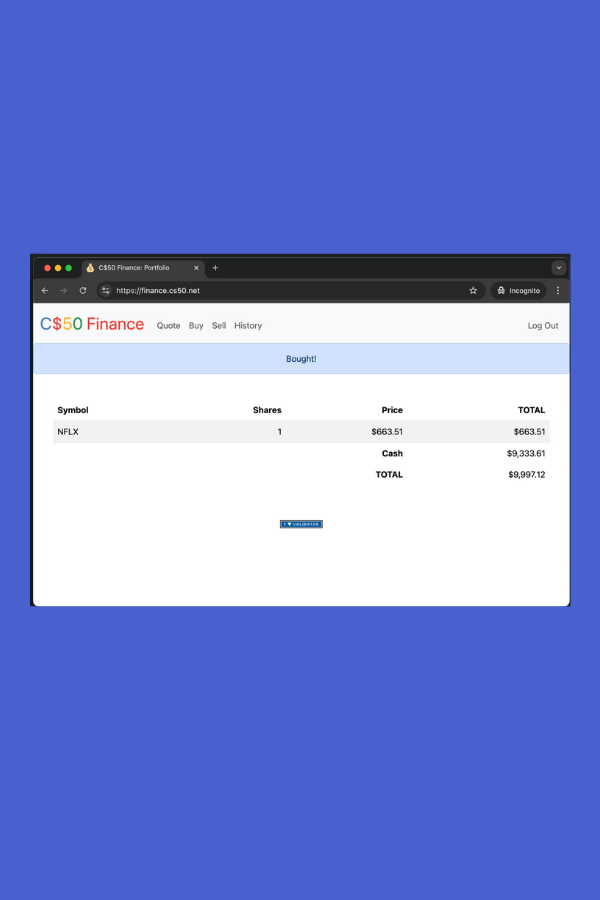 C$50 Finance: Portfolio
https://finance.cs50.net
Incognito
C$50 Finance Quote Buy Sell History Log Out
Bought!
Symbol Shares Price TOTAL
NFLX 1 $663.51 $663.51
Cash $9,333.61
TOTAL $9,997.12
I ♥ VALIDATOR